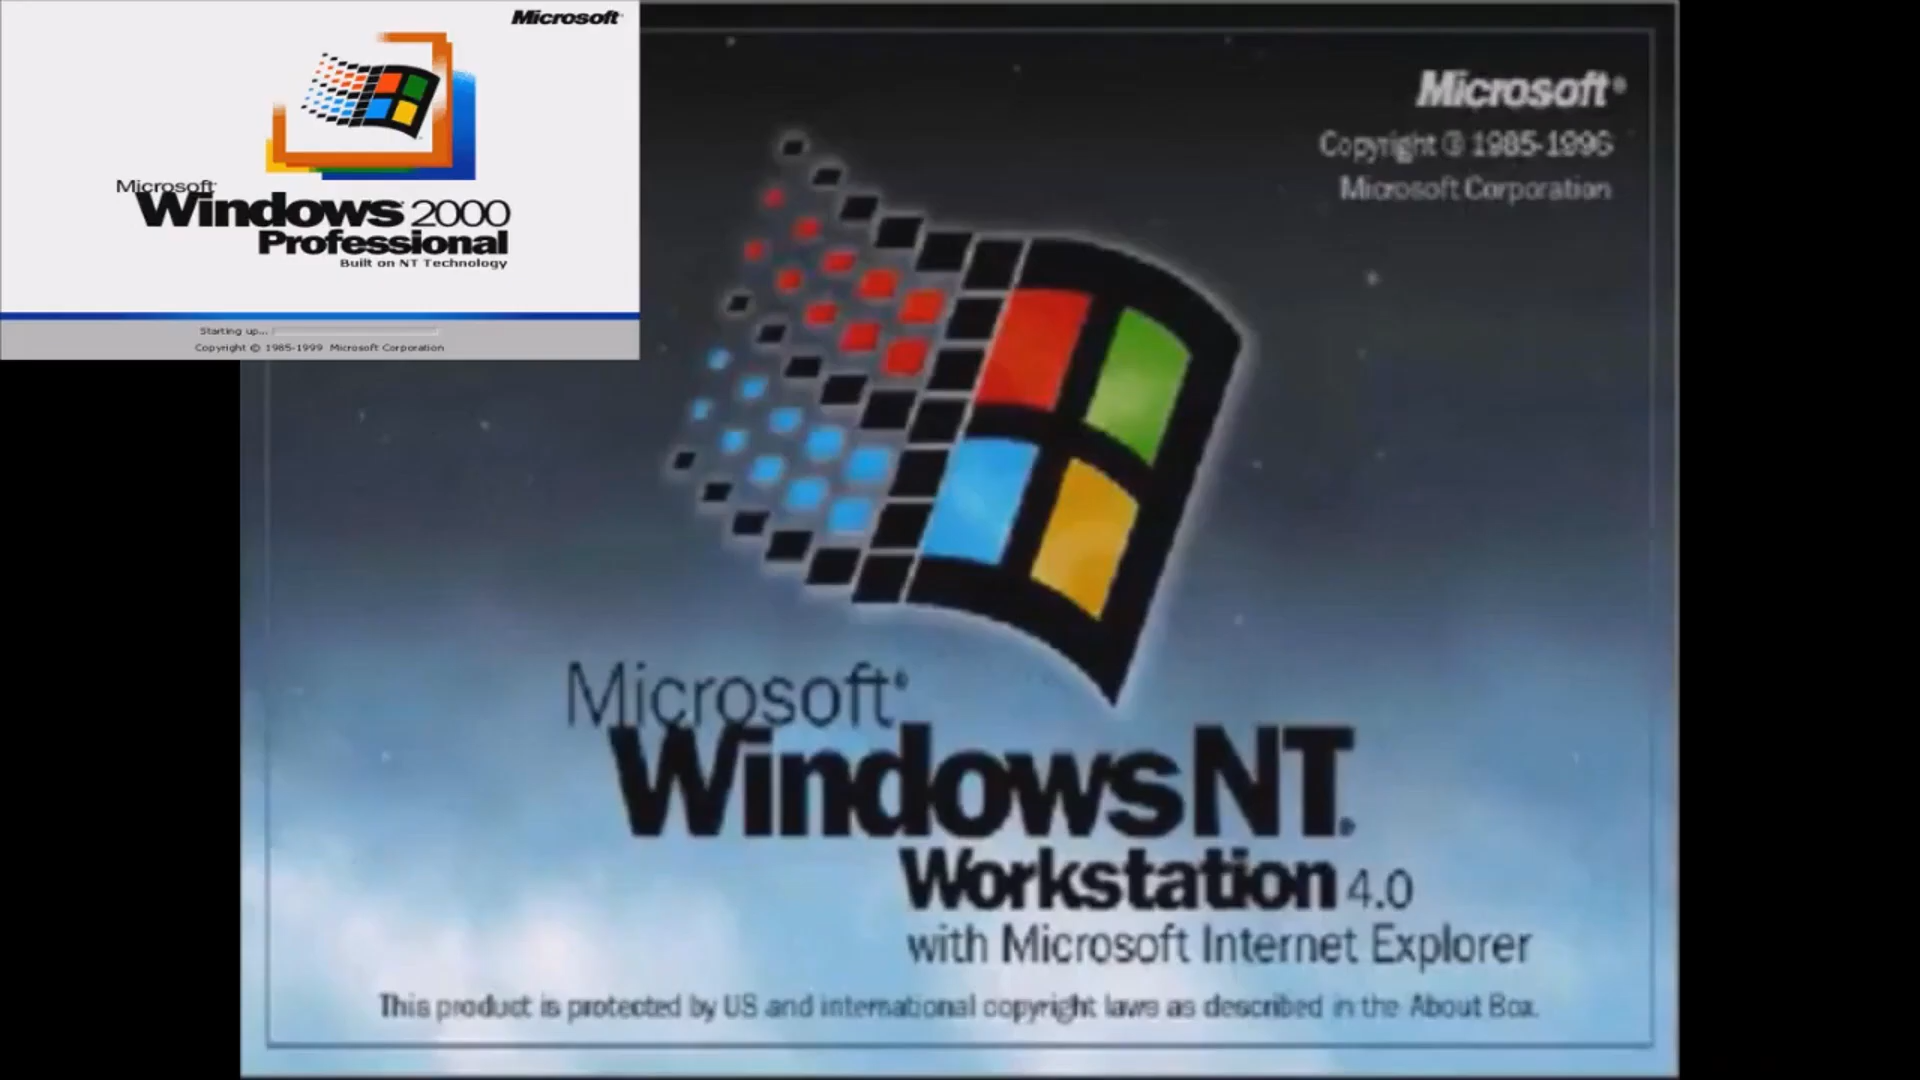 Microsoft
Microsoft
Windows 2000
Professional
Built on NT Technology
Starting up...
Copyright © 1985-1999 Microsoft Corporation
Microsoft®
Copyright © 1985-1996
Microsoft Corporation
Microsoft®
Windows NT®
Workstation 4.0
with Microsoft Internet Explorer
This product is protected by US and international copyright laws as described in the About Box.